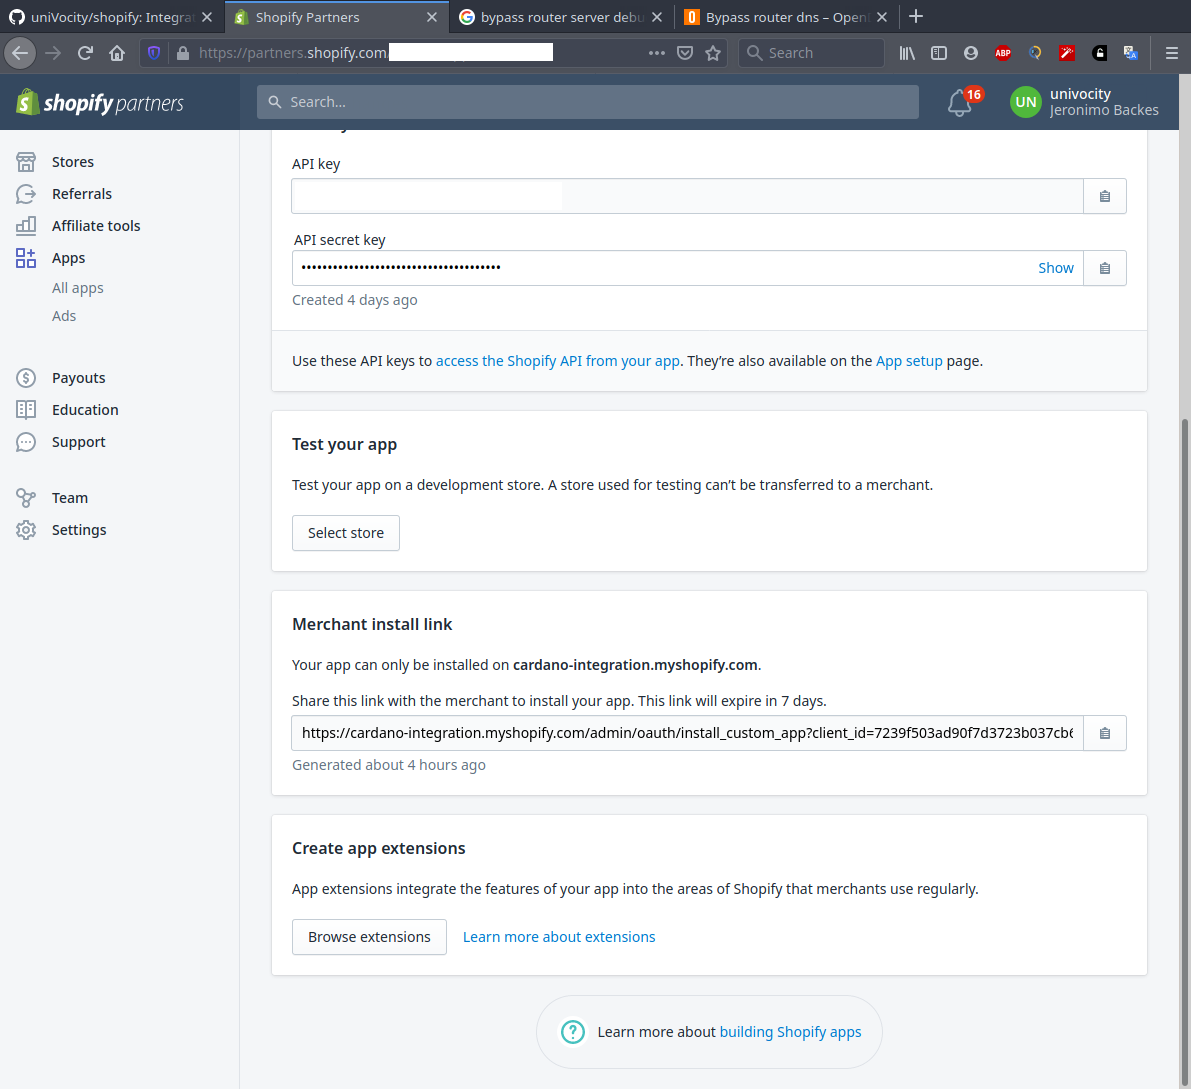 uniVocity/shopify: Integrat
Shopify Partners
bypass router server debu
Bypass router dns – Open
https://partners.shopify.com/
Search
ABP
shopify partners
Search...
16
UN
univocity
Jeronimo Backes
Stores
Referrals
Affiliate tools
Apps
All apps
Ads
Payouts
Education
Support
Team
Settings
API key
API secret key
••••••••••••••••••••••••••••••••••••••
Show
Created 4 days ago
Use these API keys to access the Shopify API from your app. They’re also available on the App setup page.
Test your app
Test your app on a development store. A store used for testing can’t be transferred to a merchant.
Select store
Merchant install link
Your app can only be installed on cardano-integration.myshopify.com.
Share this link with the merchant to install your app. This link will expire in 7 days.
https://cardano-integration.myshopify.com/admin/oauth/install_custom_app?client_id=7239f503ad90f7d3723b037cb6
Generated about 4 hours ago
Create app extensions
App extensions integrate the features of your app into the areas of Shopify that merchants use regularly.
Browse extensions
Learn more about extensions
Learn more about building Shopify apps